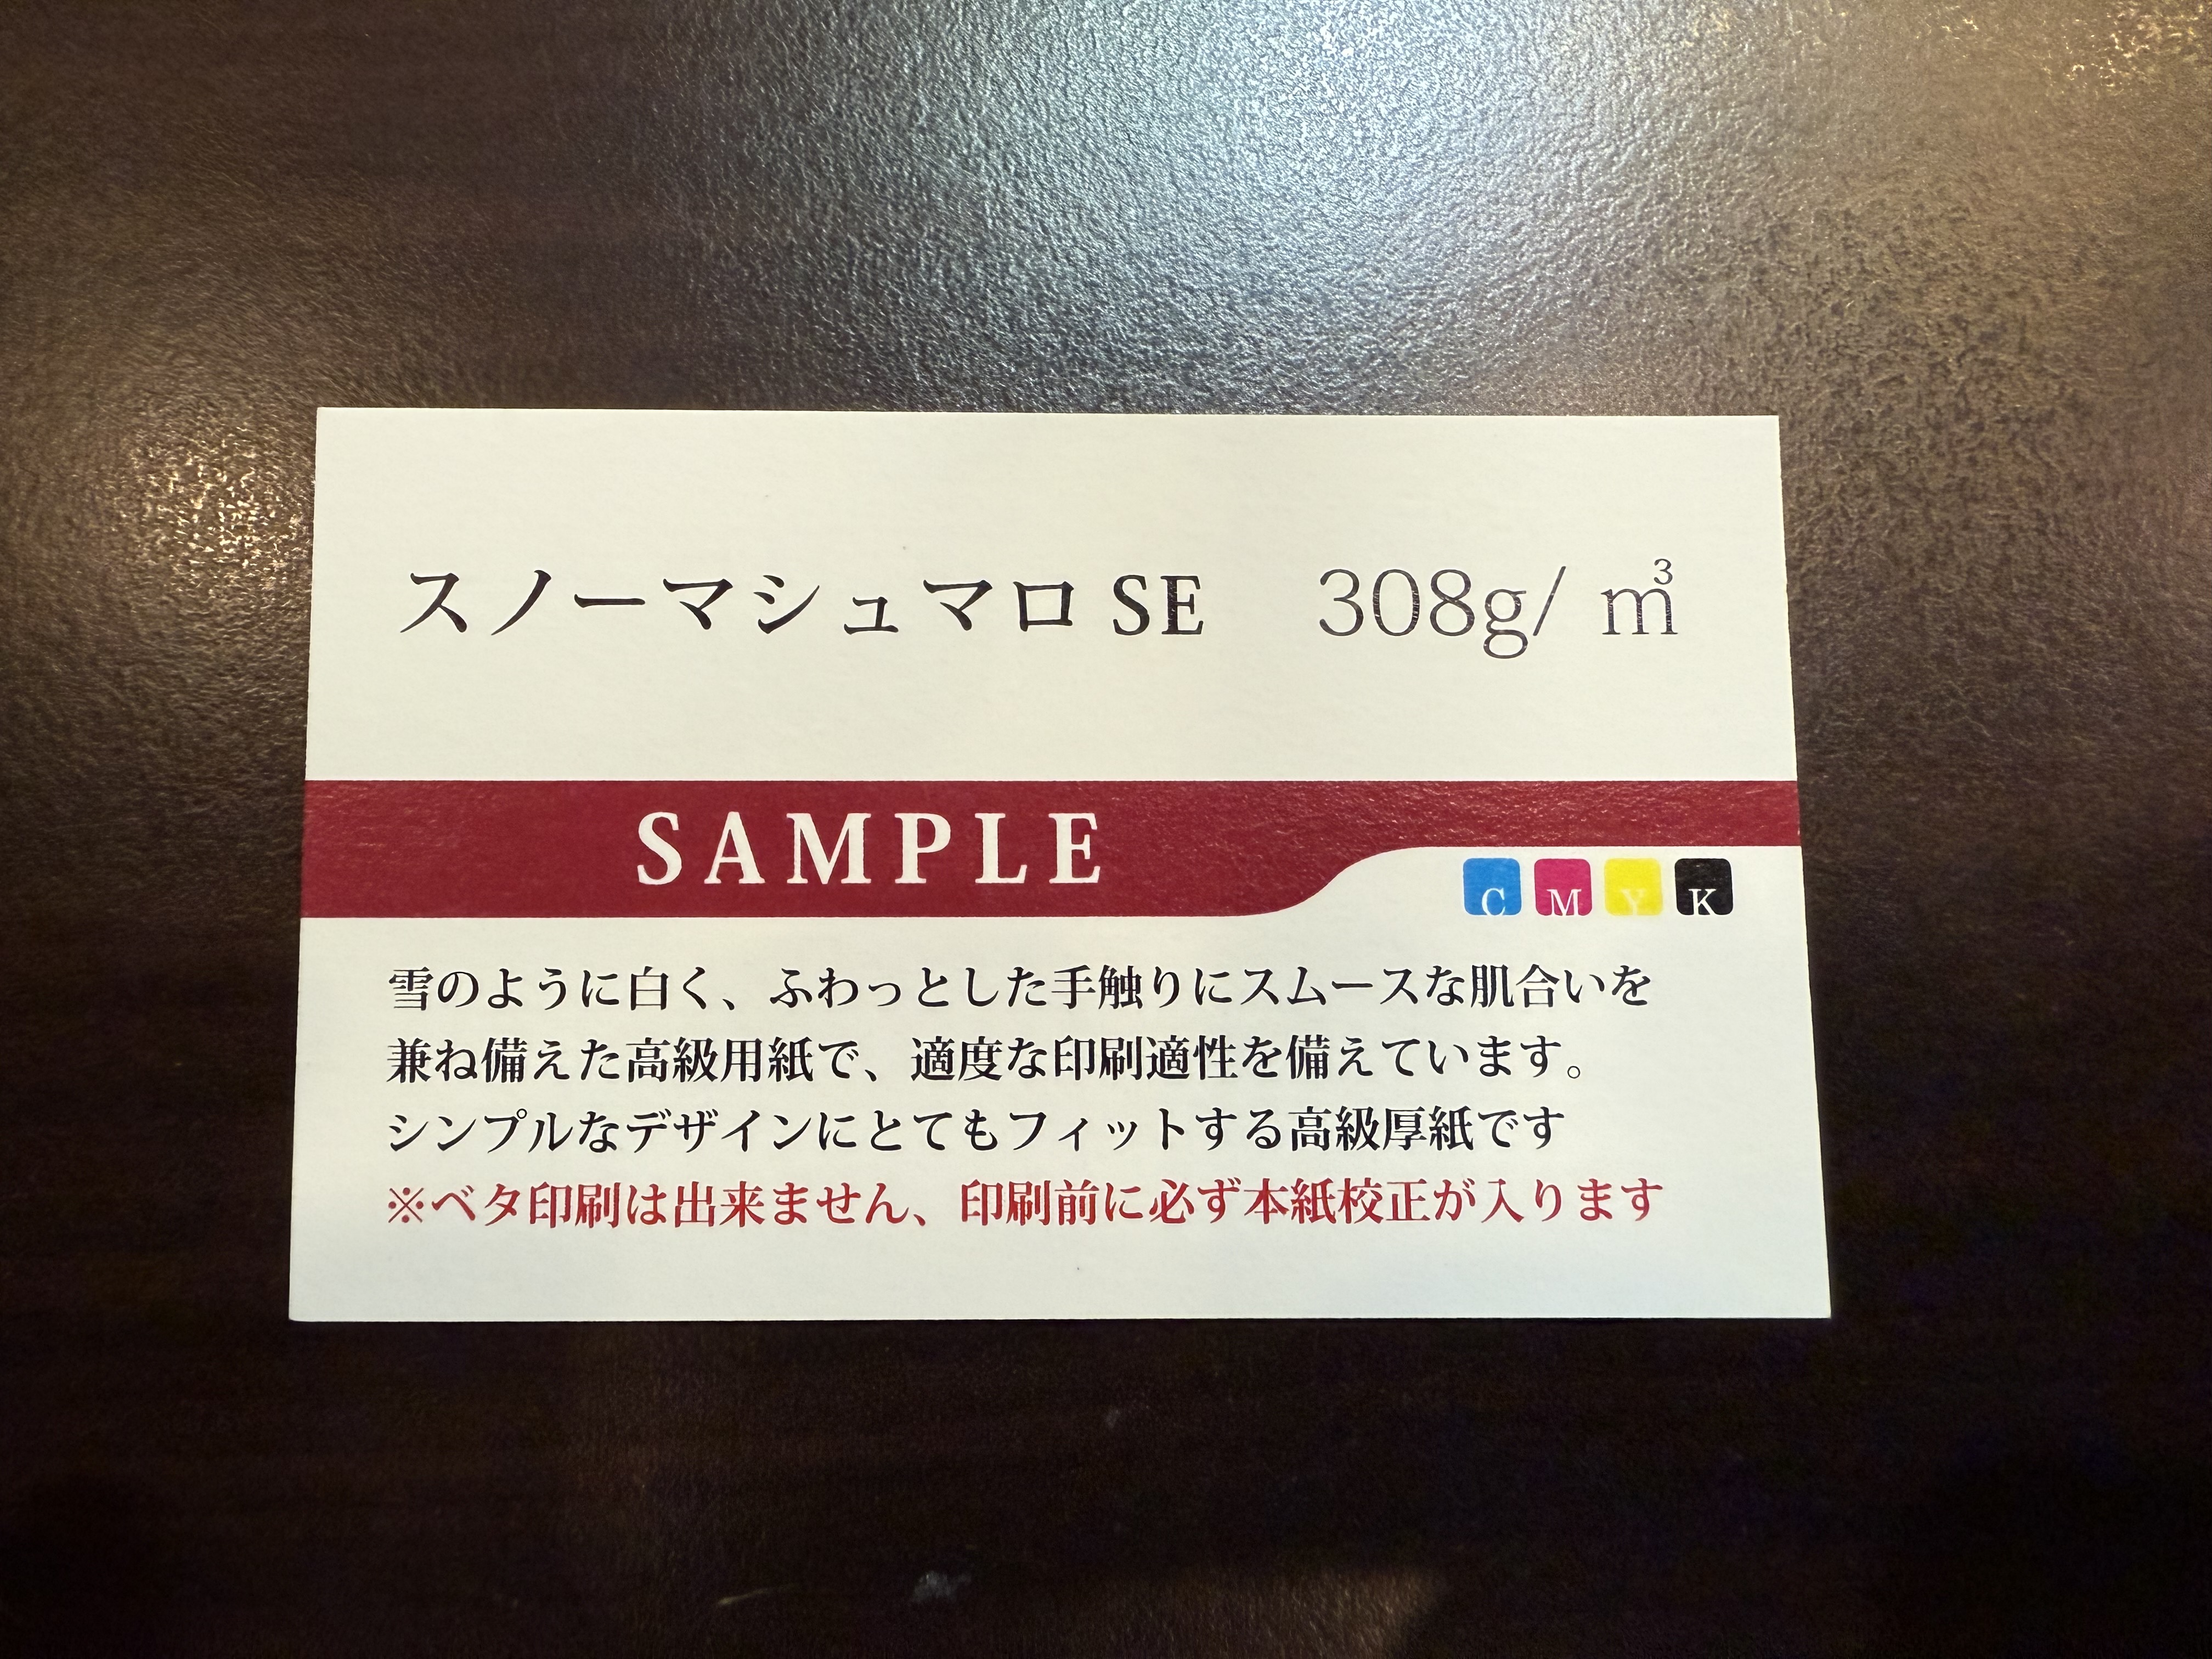 スノーマシュマロ SE 308g/ ㎥
SAMPLE
C M Y K
雪のように白く、ふわっとした手触りにスムースな肌合いを
兼ね備えた高級用紙で、適度な印刷適性を備えています。
シンプルなデザインにとてもフィットする高級厚紙です
※ベタ印刷は出来ません、印刷前に必ず本紙校正が入ります